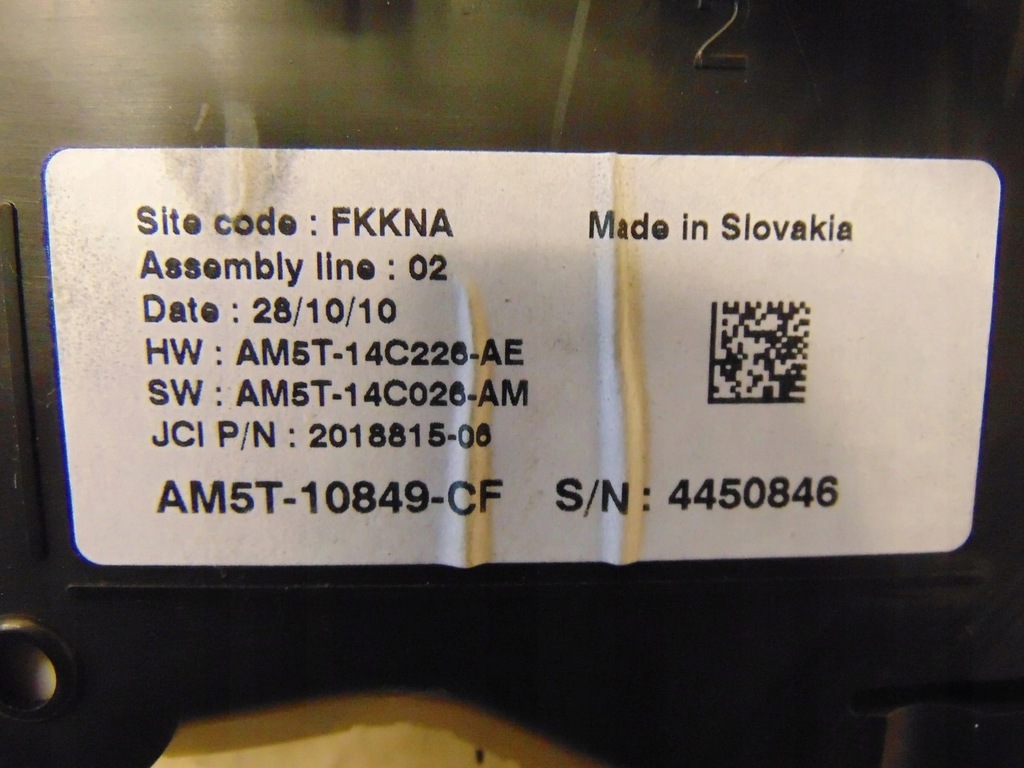 2
Site code : FKKNA
Made in Slovakia
Assembly line : 02
Date : 28/10/10
HW : AM5T-14C226-AE
SW : AM5T-14C026-AM
JCI P/N : 2018815-06
AM5T-10849-CF S/N : 4450846